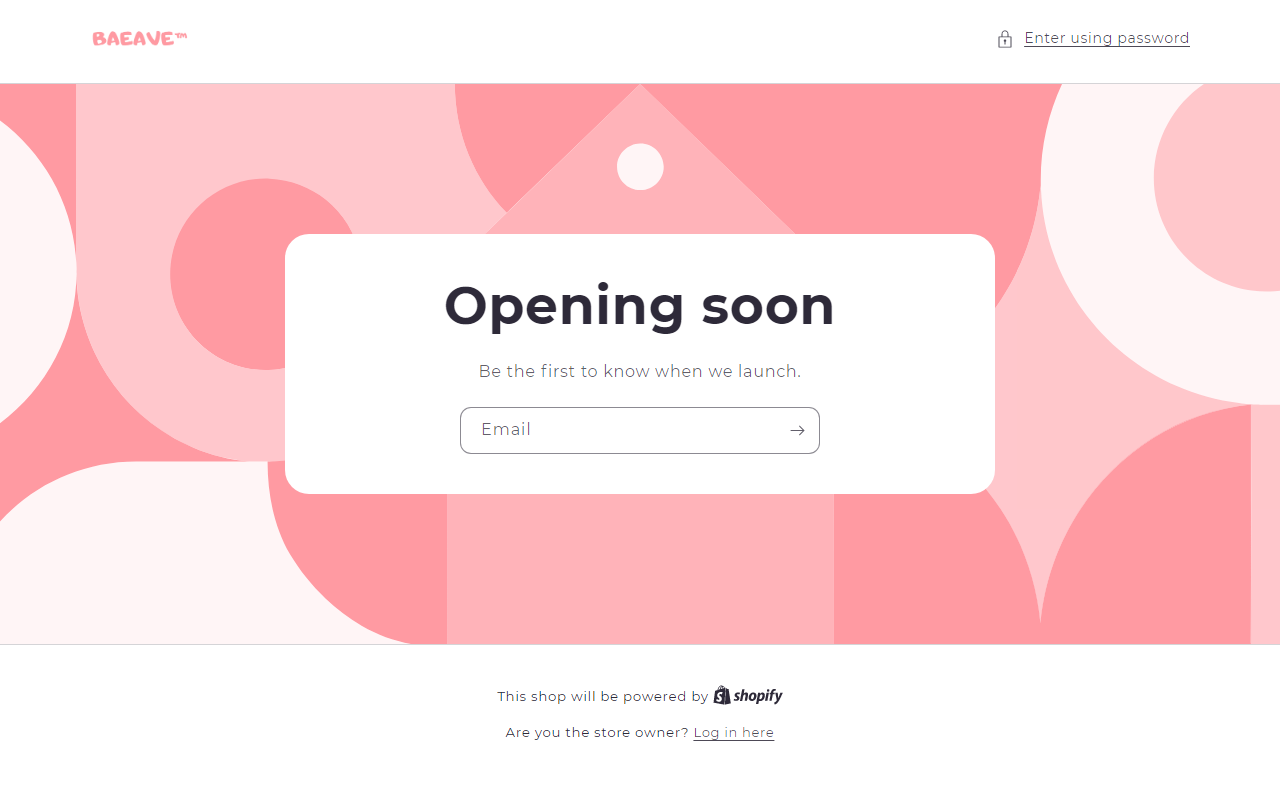 BAEAVE™
Enter using password
Opening soon
Be the first to know when we launch.
Email
This shop will be powered by shopify
Are you the store owner? Log in here